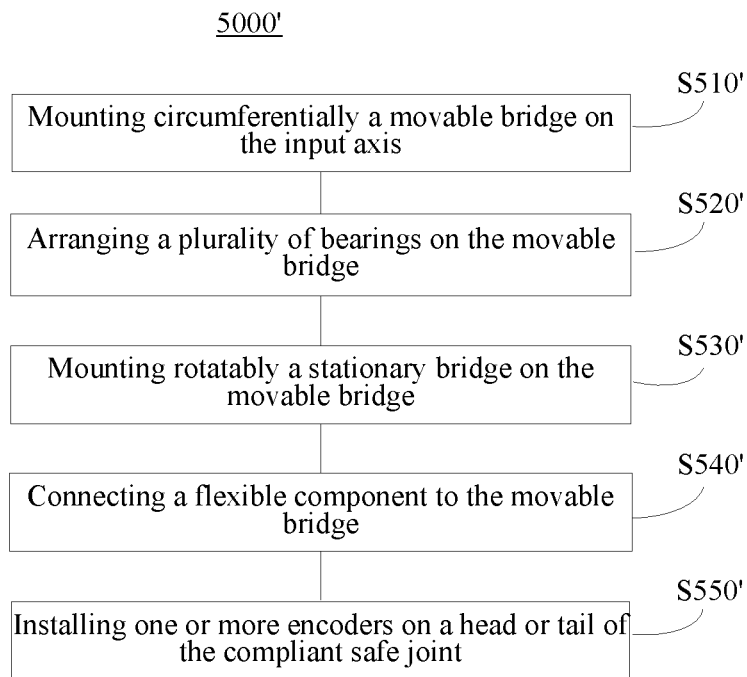 5000'
S510'
Mounting circumferentially a movable bridge on
the input axis
S520'
Arranging a plurality of bearings on the movable
bridge
S530'
Mounting rotatably a stationary bridge on the
movable bridge
S540'
Connecting a flexible component to the movable
bridge
S550'
Installing one or more encoders on a head or tail of
the compliant safe joint